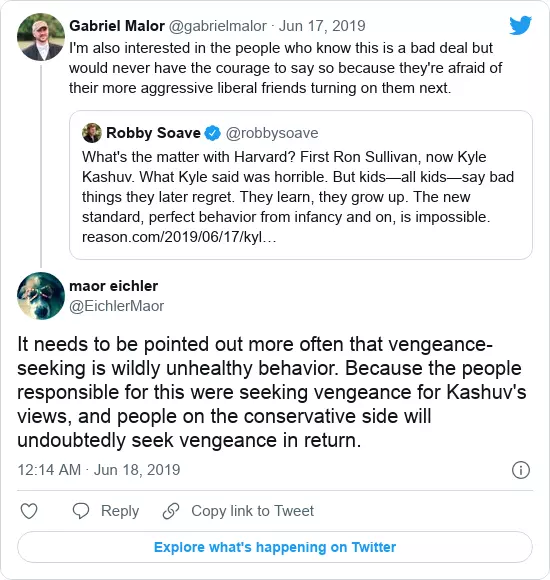 Gabriel Malor @gabrielmalor · Jun 17, 2019
I'm also interested in the people who know this is a bad deal but
would never have the courage to say so because they're afraid of
their more aggressive liberal friends turning on them next.
Robby Soave @robbysoave
What's the matter with Harvard? First Ron Sullivan, now Kyle
Kashuv. What Kyle said was horrible. But kids—all kids—say bad
things they later regret. They learn, they grow up. The new
standard, perfect behavior from infancy and on, is impossible.
reason.com/2019/06/17/kyl…
maor eichler
@EichlerMaor
It needs to be pointed out more often that vengeance-
seeking is wildly unhealthy behavior. Because the people
responsible for this were seeking vengeance for Kashuv's
views, and people on the conservative side will
undoubtedly seek vengeance in return.
12:14 AM · Jun 18, 2019
Reply Copy link to Tweet
Explore what's happening on Twitter